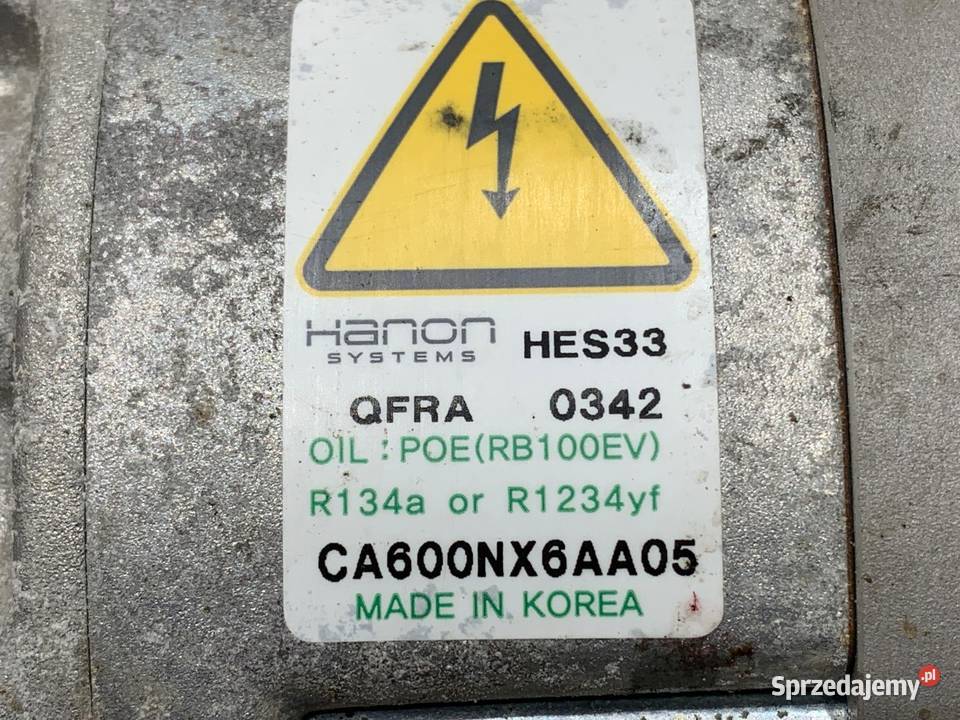 Hanon
SYSTEMS
HES33
QFRA 0342
OIL : POE(RB100EV)
R134a or R1234yf
CA600NX6AA05
MADE IN KOREA
Sprzedajemy.pl